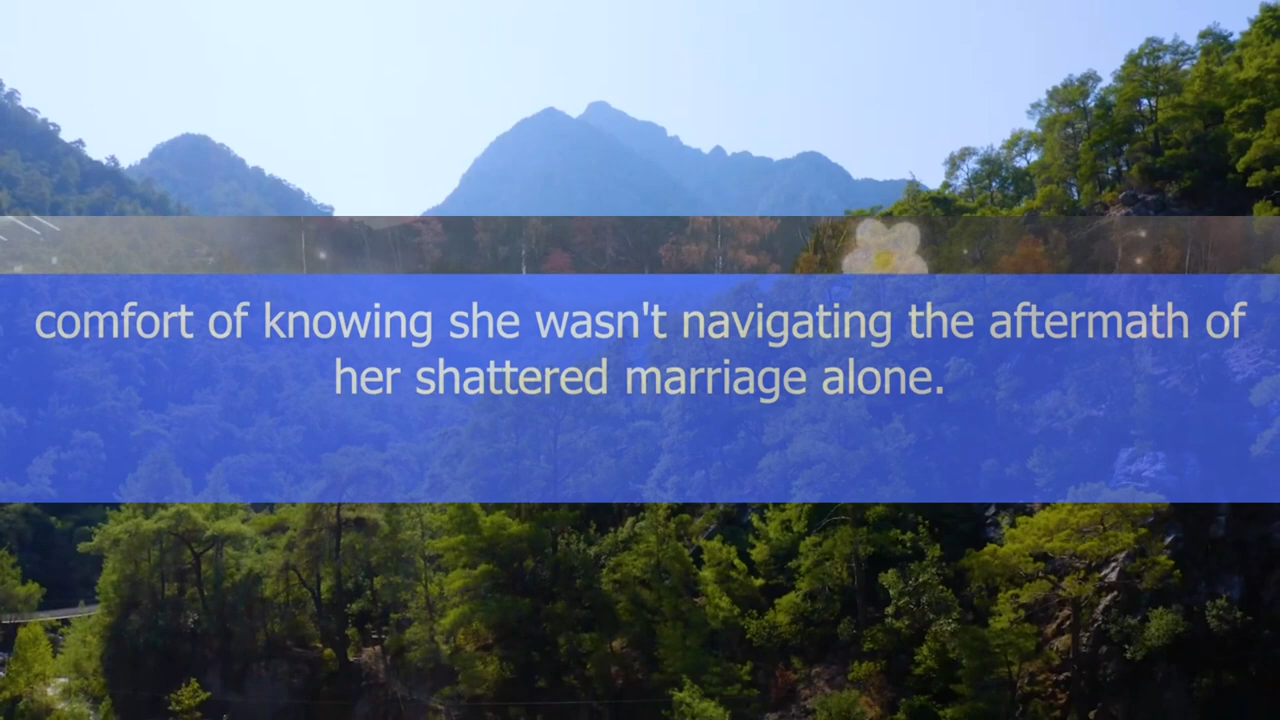 comfort of knowing she wasn't navigating the aftermath of
her shattered marriage alone.